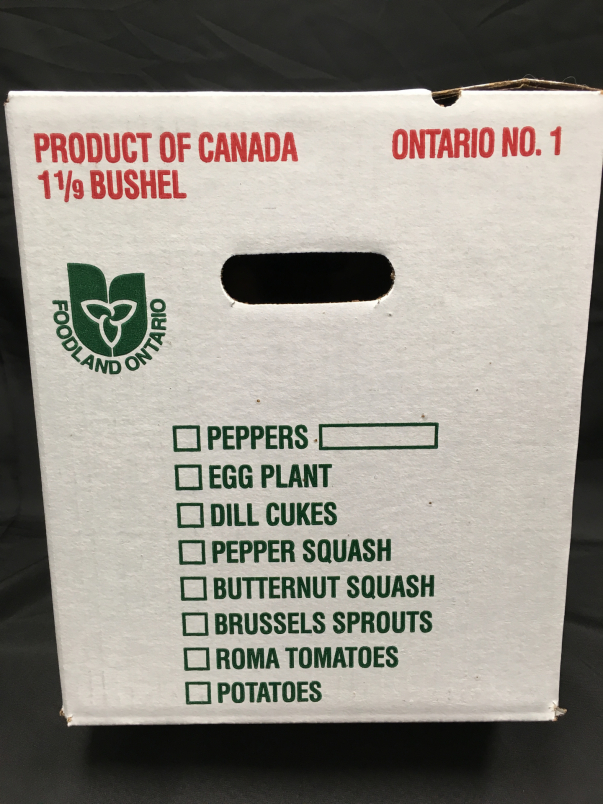 PRODUCT OF CANADA
1 1/9 BUSHEL
ONTARIO NO. 1
FOODLAND ONTARIO
PEPPERS
EGG PLANT
DILL CUKES
PEPPER SQUASH
BUTTERNUT SQUASH
BRUSSELS SPROUTS
ROMA TOMATOES
POTATOES